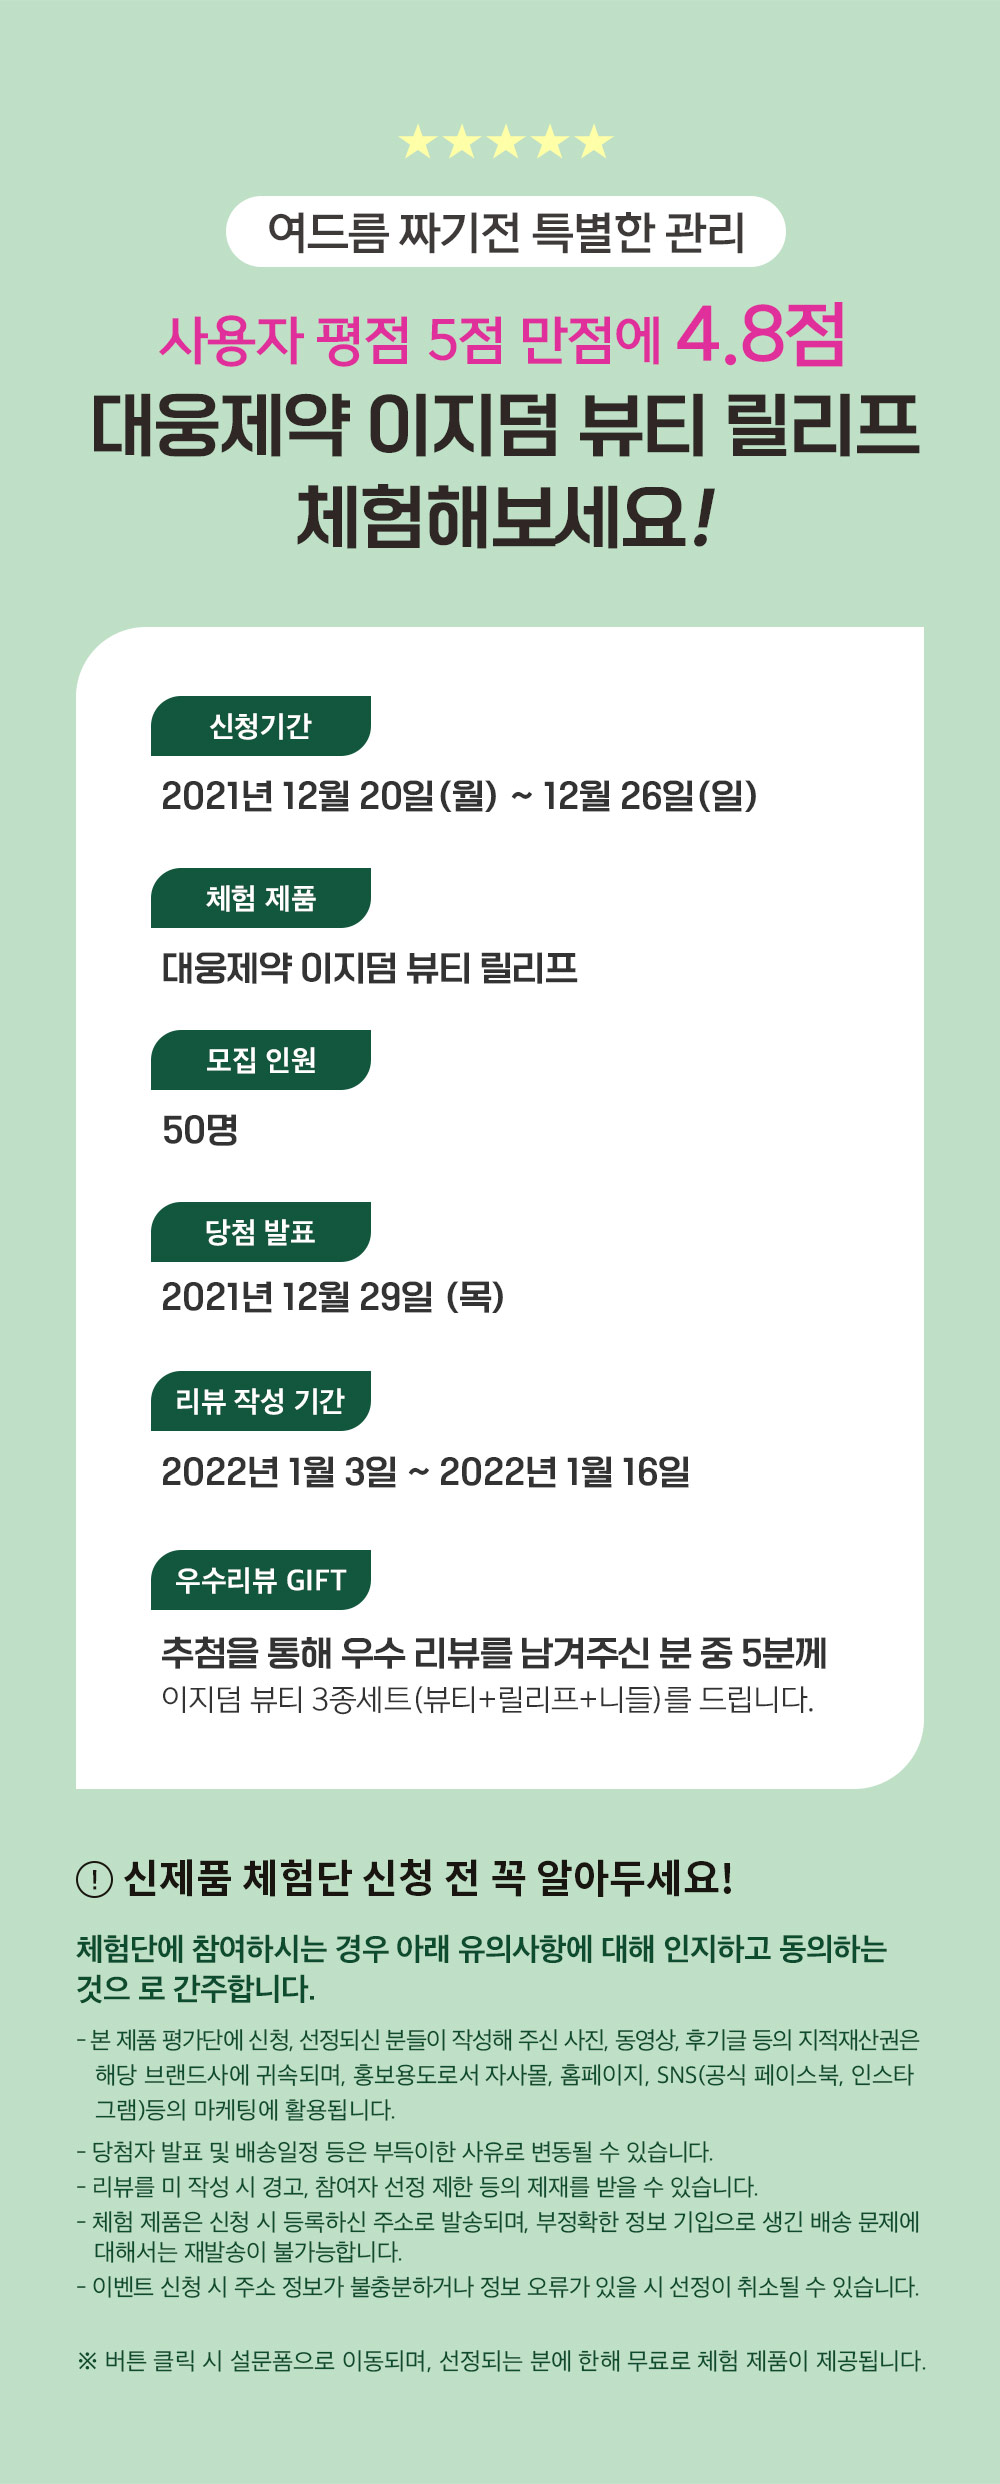 ★★★★★
여드름 짜기전 특별한 관리
사용자 평점 5점 만점에 4.8점
대웅제약 이지덤 뷰티 릴리프
체험해보세요!
신청기간
2021년 12월 20일(월) ~ 12월 26일(일)
체험 제품
대웅제약 이지덤 뷰티 릴리프
모집 인원
50명
당첨 발표
2021년 12월 29일 (목)
리뷰 작성 기간
2022년 1월 3일 ~ 2022년 1월 16일
우수리뷰 GIFT
추첨을 통해 우수 리뷰를 남겨주신 분 중 5분께
이지덤 뷰티 3종세트(뷰티+릴리프+니들)를 드립니다.
! 신제품 체험단 신청 전 꼭 알아두세요!
체험단에 참여하시는 경우 아래 유의사항에 대해 인지하고 동의하는
것으 로 간주합니다.
- 본 제품 평가단에 신청, 선정되신 분들이 작성해 주신 사진, 동영상, 후기글 등의 지적재산권은
해당 브랜드사에 귀속되며, 홍보용도로서 자사몰, 홈페이지, SNS(공식 페이스북, 인스타
그램)등의 마케팅에 활용됩니다.
- 당첨자 발표 및 배송일정 등은 부득이한 사유로 변동될 수 있습니다.
- 리뷰를 미 작성 시 경고, 참여자 선정 제한 등의 제재를 받을 수 있습니다.
- 체험 제품은 신청 시 등록하신 주소로 발송되며, 부정확한 정보 기입으로 생긴 배송 문제에
대해서는 재발송이 불가능합니다.
- 이벤트 신청 시 주소 정보가 불충분하거나 정보 오류가 있을 시 선정이 취소될 수 있습니다.
※ 버튼 클릭 시 설문폼으로 이동되며, 선정되는 분에 한해 무료로 체험 제품이 제공됩니다.